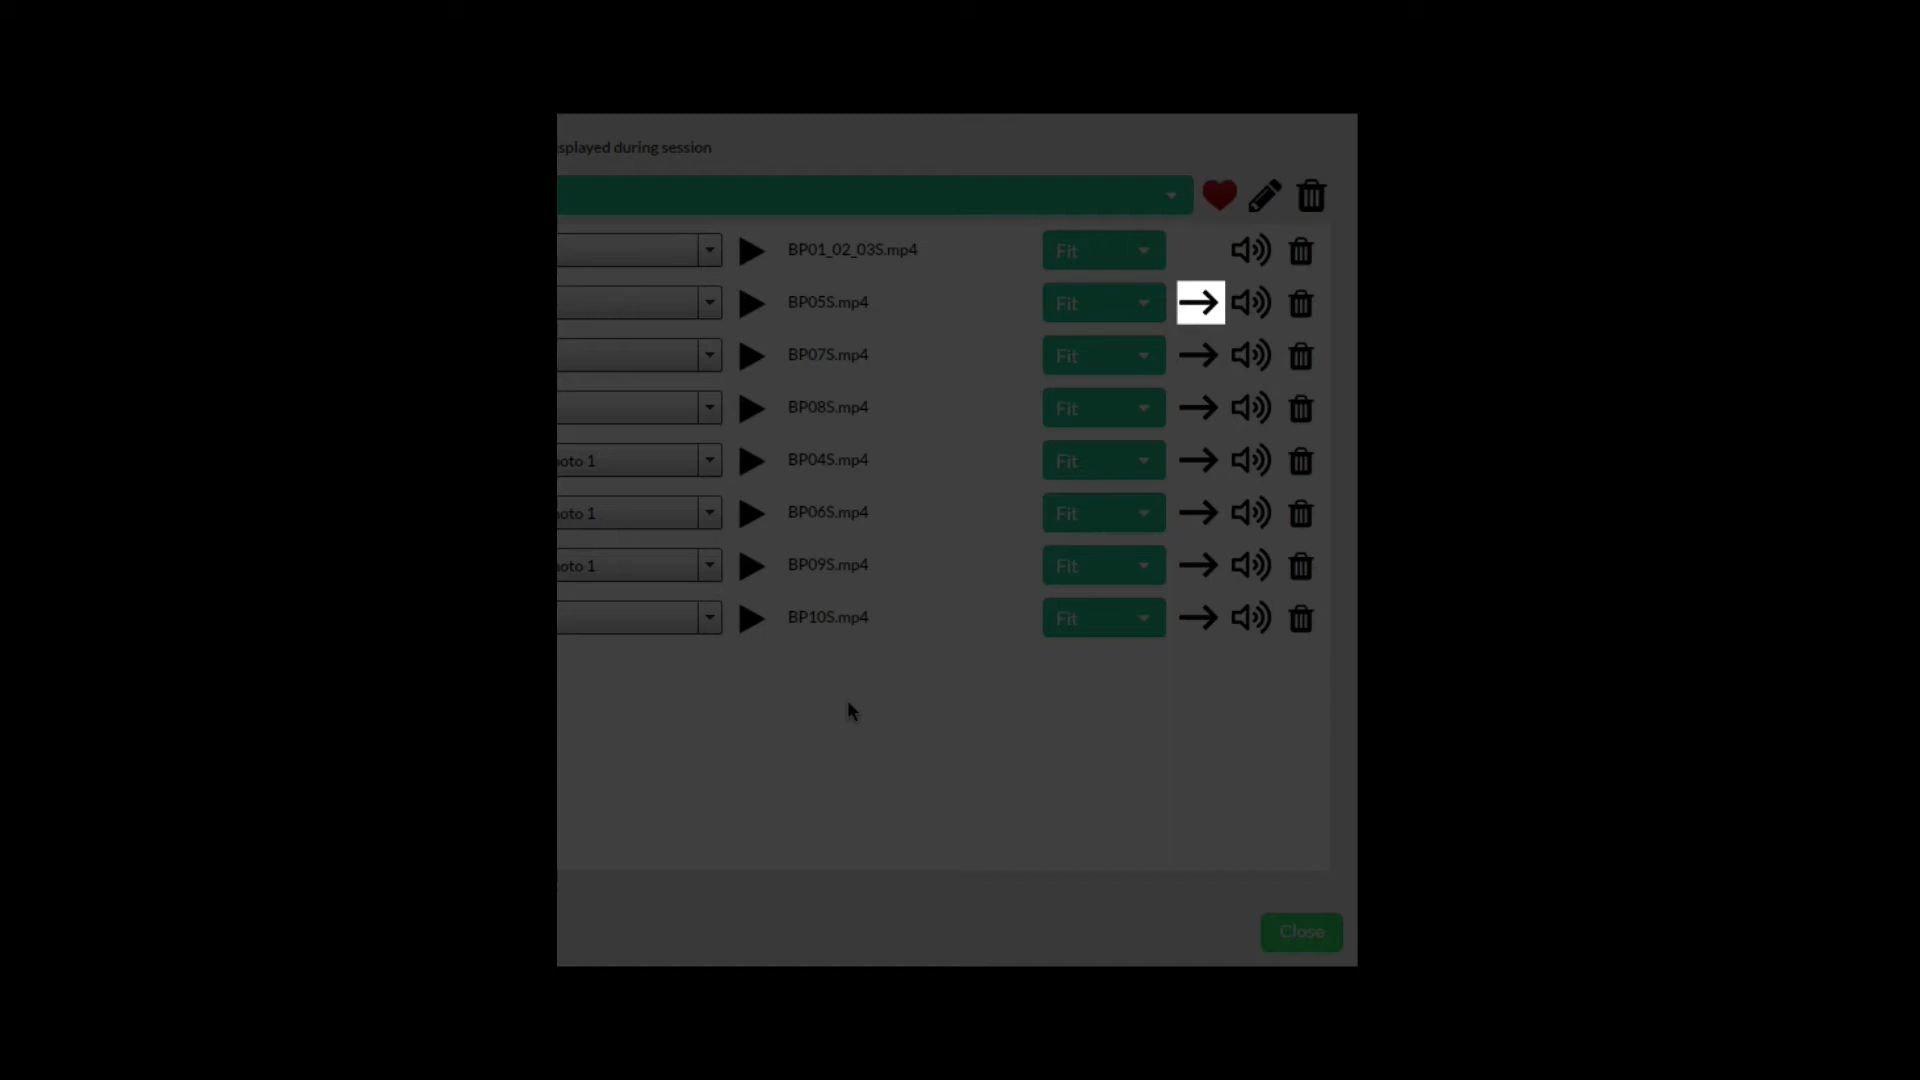 splayed during session
BP01_02_03S.mp4 Fit
BP05S.mp4 Fit
BP07S.mp4 Fit
BP08S.mp4 Fit
oto 1 BP04S.mp4 Fit
oto 1 BP06S.mp4 Fit
oto 1 BP09S.mp4 Fit
BP10S.mp4 Fit
Close